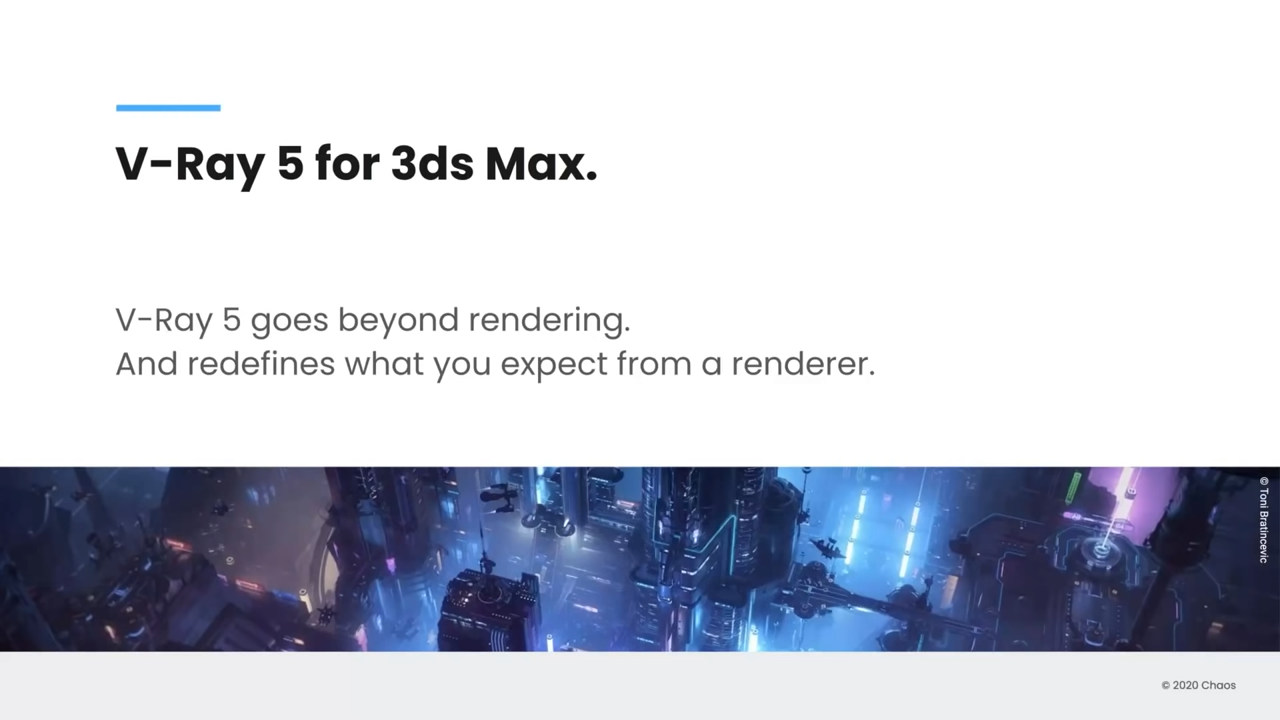 V-Ray 5 for 3ds Max.
V-Ray 5 goes beyond rendering.
And redefines what you expect from a renderer.
© Toni Bratincevic
© 2020 Chaos